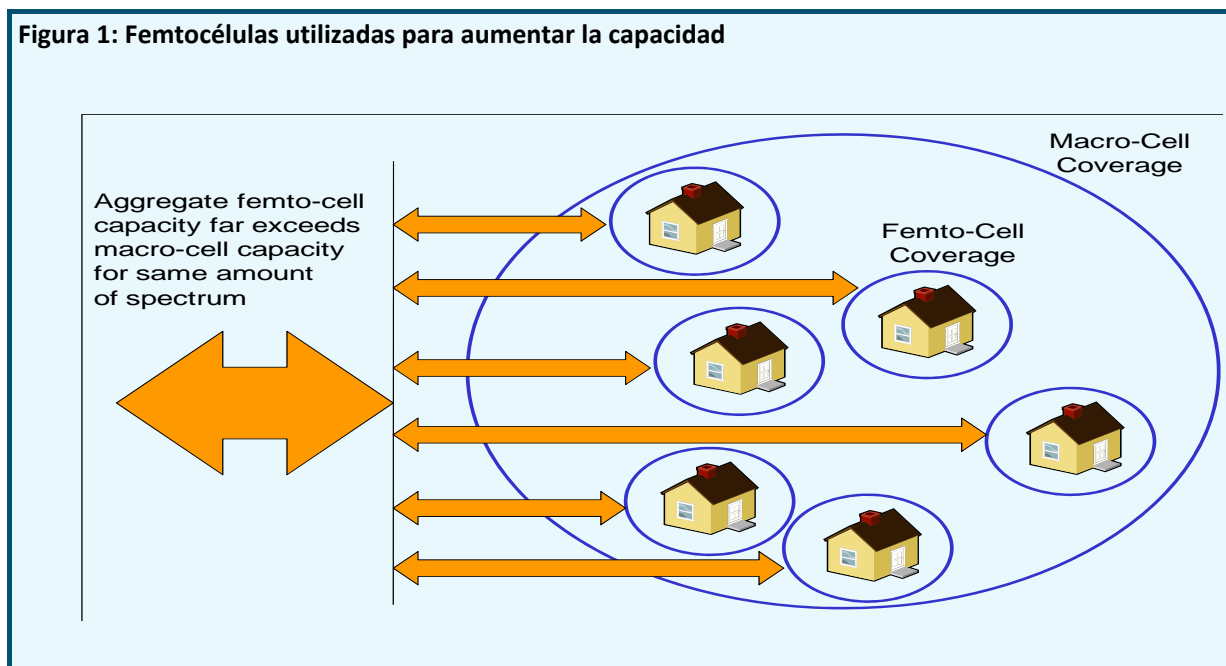 Figura 1: Femtocélulas utilizadas para aumentar la capacidad
Macro-Cell
Coverage
Aggregate femto-cell
capacity far exceeds
macro-cell capacity
for same amount
of spectrum
Femto-Cell
Coverage